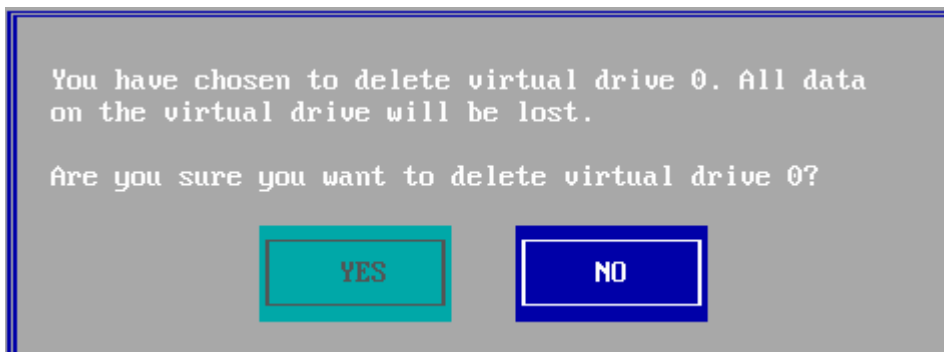 You have chosen to delete virtual drive 0. All data
on the virtual drive will be lost.
Are you sure you want to delete virtual drive 0?
YES NO